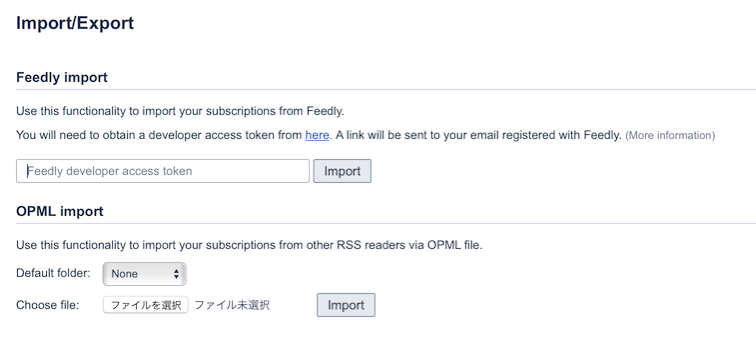 Import/Export
Feedly import
Use this functionality to import your subscriptions from Feedly.
You will need to obtain a developer access token from here. A link will be sent to your email registered with Feedly. (More information)
Feedly developer access token Import
OPML import
Use this functionality to import your subscriptions from other RSS readers via OPML file.
Default folder: None
Choose file: ファイルを選択 ファイル未選択 Import